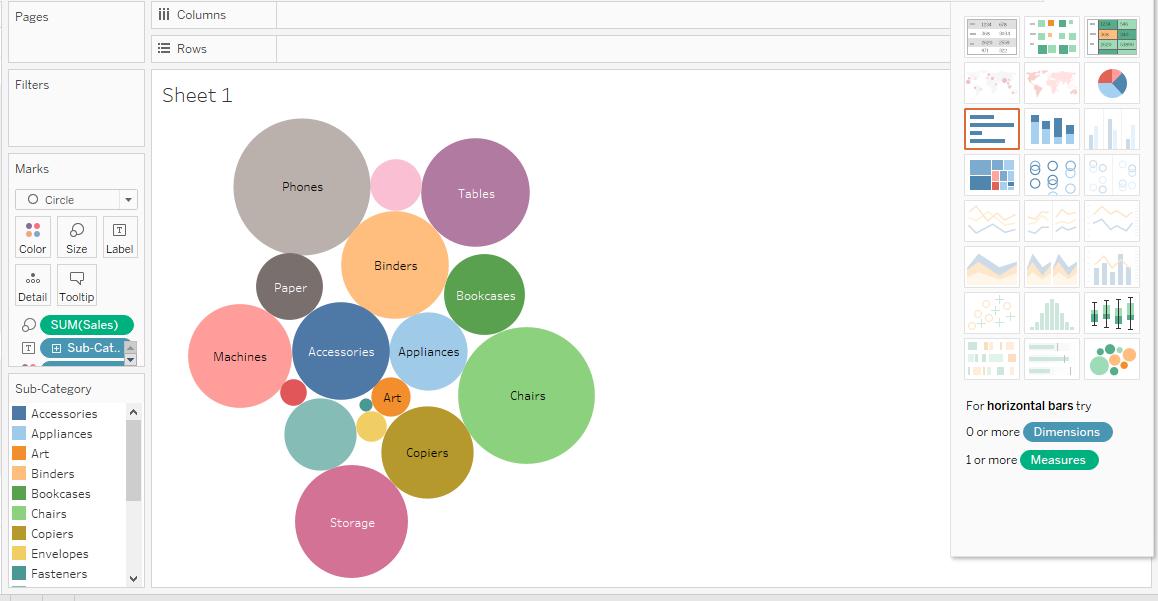 Pages
Columns
Rows
Filters
Sheet 1
Marks
Circle
Color
Size
Label
Detail
Tooltip
SUM(Sales)
Sub-Cat..
Sub-Category
Accessories
Appliances
Art
Binders
Bookcases
Chairs
Copiers
Envelopes
Fasteners
Phones
Tables
Binders
Paper
Bookcases
Machines
Accessories
Appliances
Art
Chairs
Copiers
Storage
For horizontal bars try
0 or more Dimensions
1 or more Measures